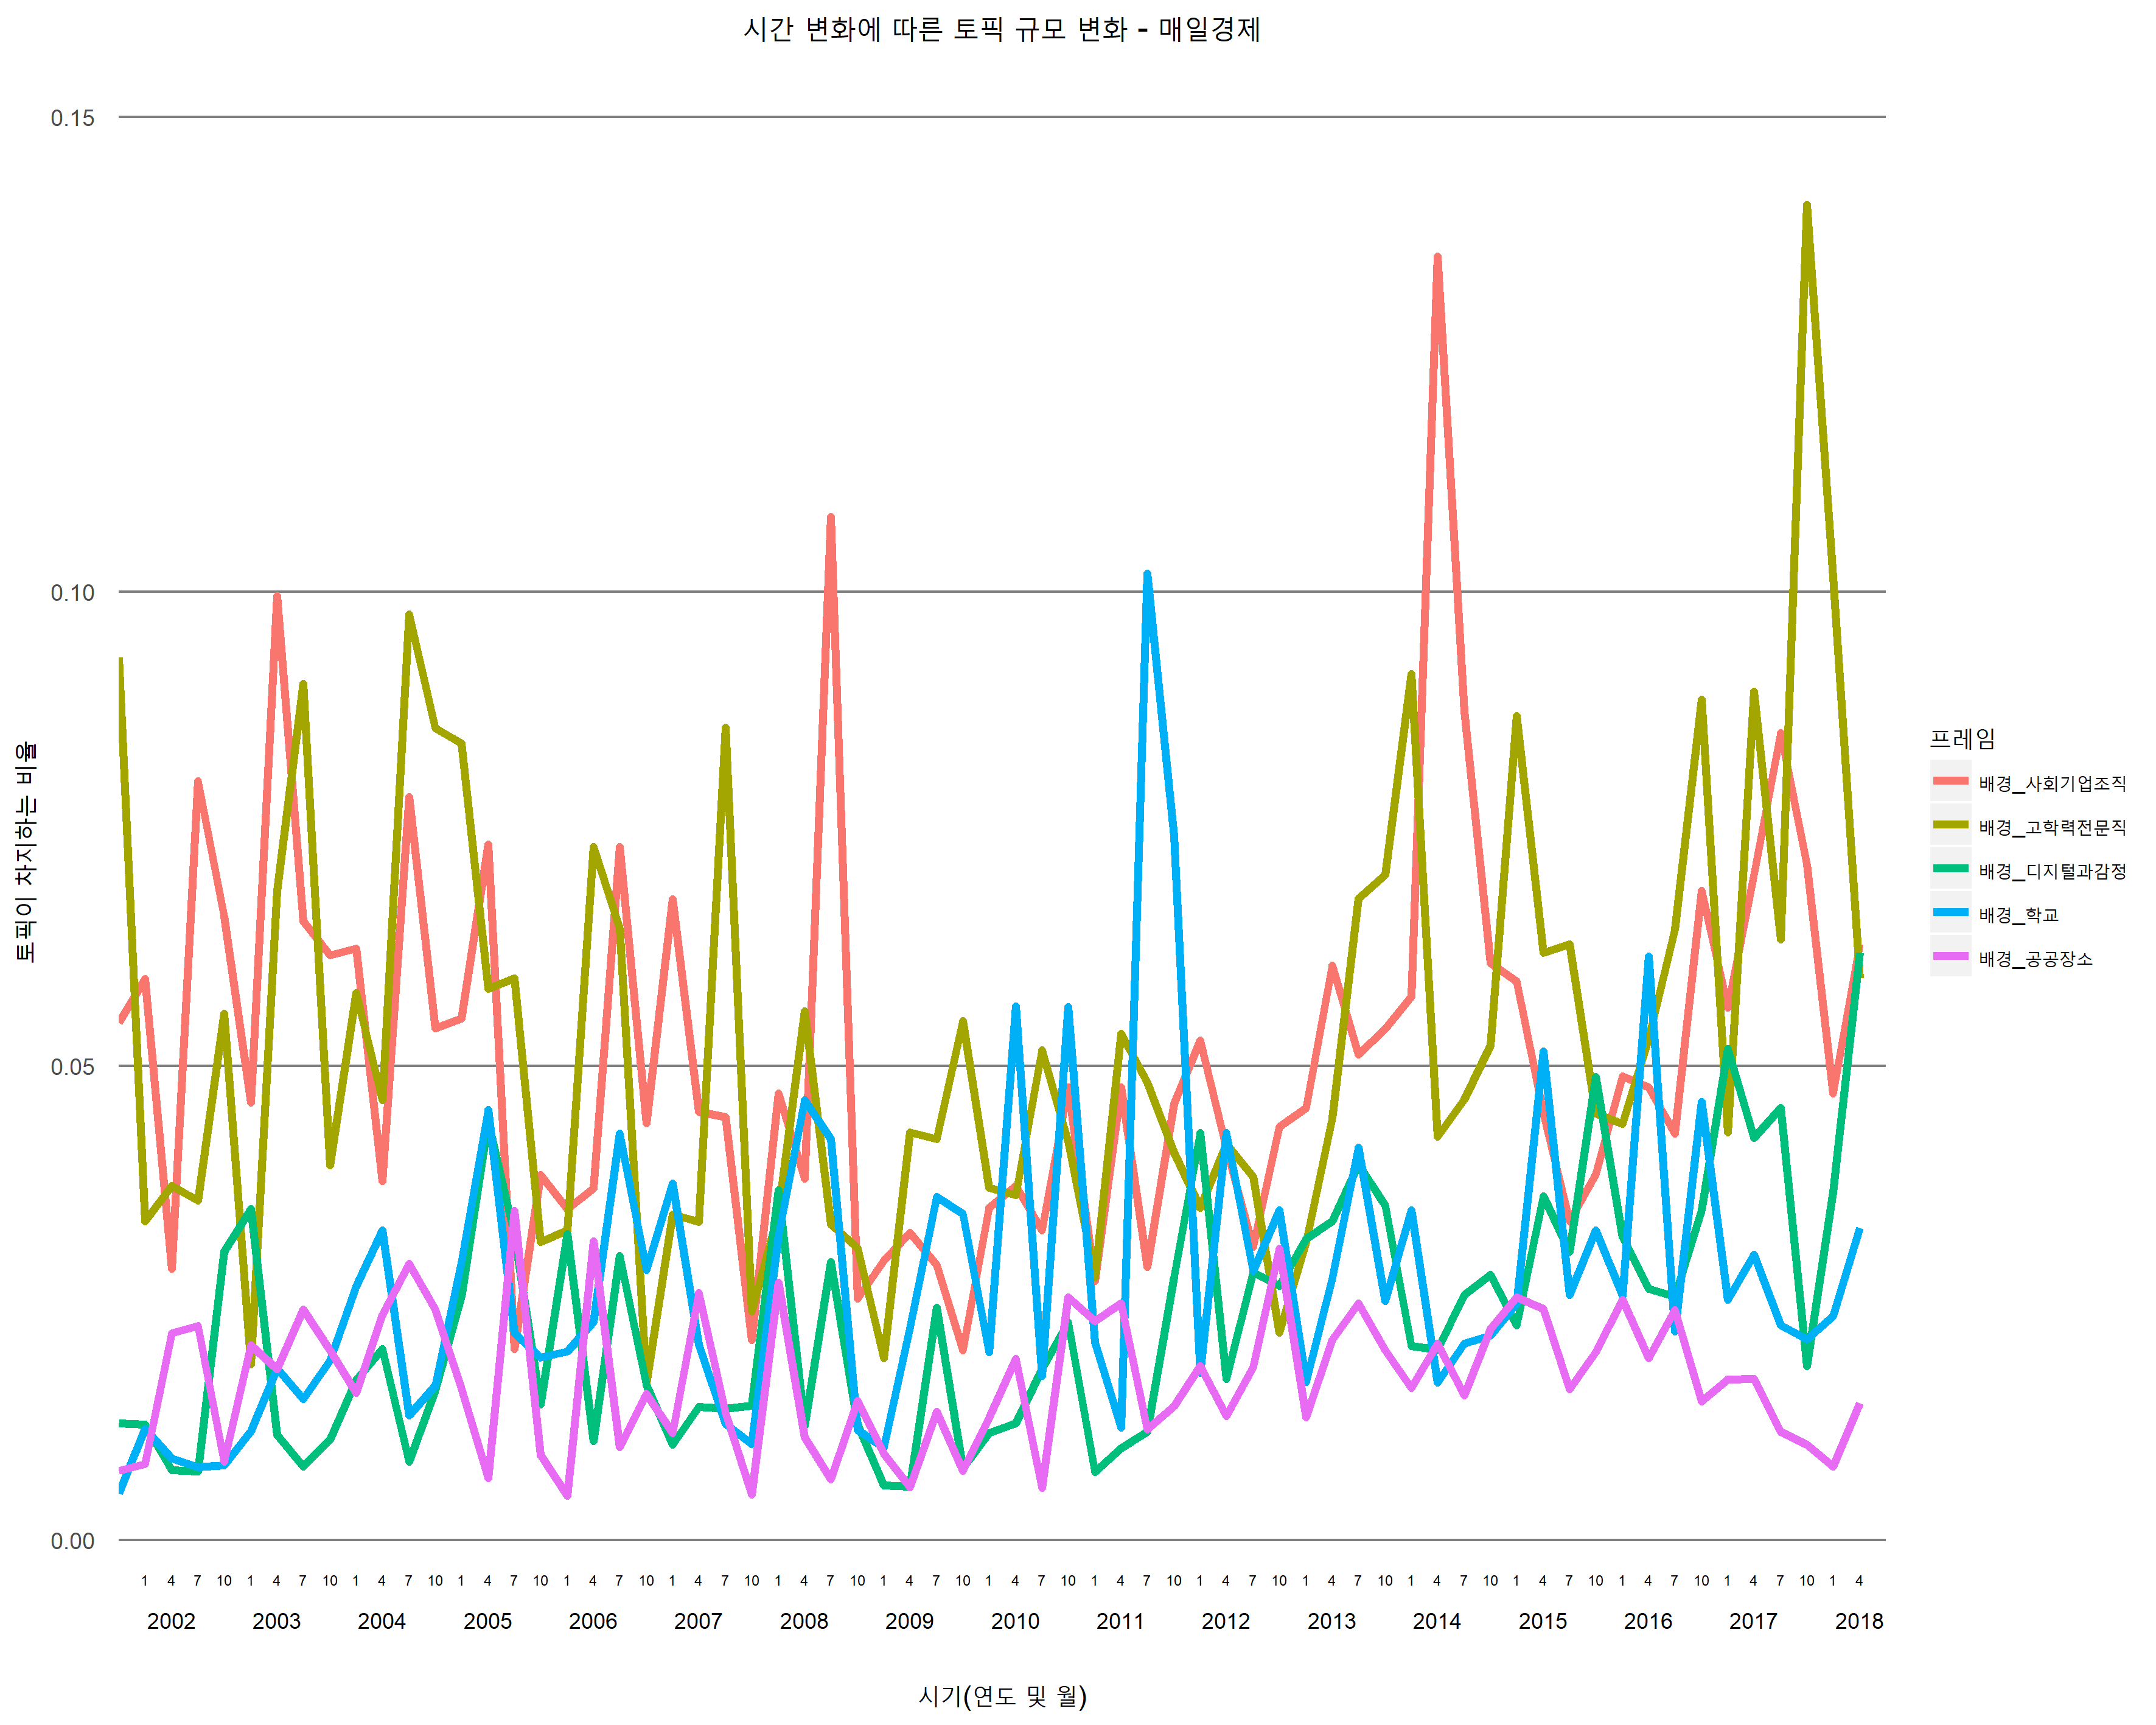 시간 변화에 따른 토픽 규모 변화 - 매일경제
토픽이 차지하는 비율
0.15
0.10
0.05
0.00
1 4 7 10 1 4 7 10 1 4 7 10 1 4 7 10 1 4 7 10 1 4 7 10 1 4 7 10 1 4 7 10 1 4 7 10 1 4 7 10 1 4 7 10 1 4 7 10 1 4 7 10 1 4 7 10 1 4 7 10 1 4 7 10 1 4
2002 2003 2004 2005 2006 2007 2008 2009 2010 2011 2012 2013 2014 2015 2016 2017 2018
시기(연도 및 월)
프레임
배경_사회기업조직
배경_고학력전문직
배경_디지털과감정
배경_학교
배경_공공장소